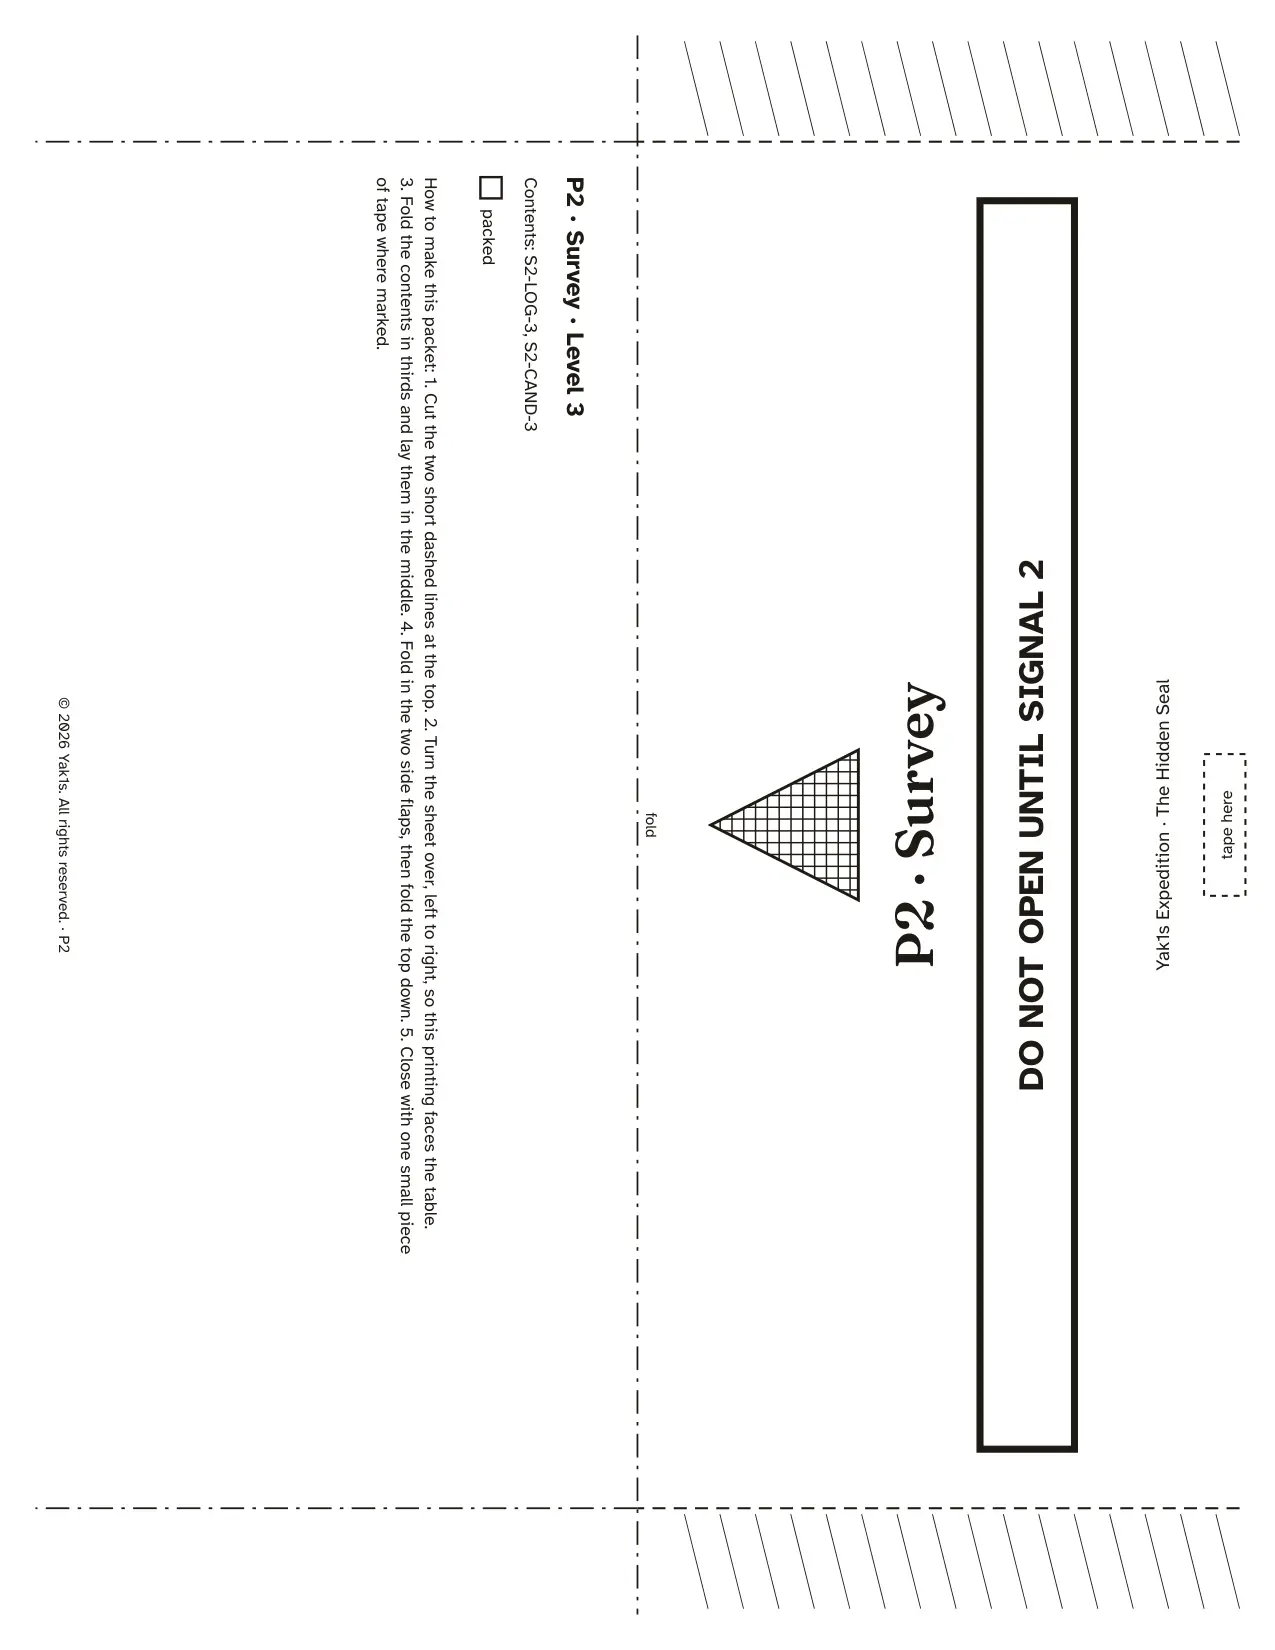 tape here
Yak1s Expedition · The Hidden Seal
DO NOT OPEN UNTIL SIGNAL 2
P2 · Survey
fold
P2 · Survey · Level 3
Contents: S2-LOG-3, S2-CAND-3
packed
How to make this packet: 1. Cut the two short dashed lines at the top. 2. Turn the sheet over, left to right, so this printing faces the table.
3. Fold the contents in thirds and lay them in the middle. 4. Fold in the two side flaps, then fold the top down. 5. Close with one small piece
of tape where marked.
© 2026 Yak1s. All rights reserved. · P2